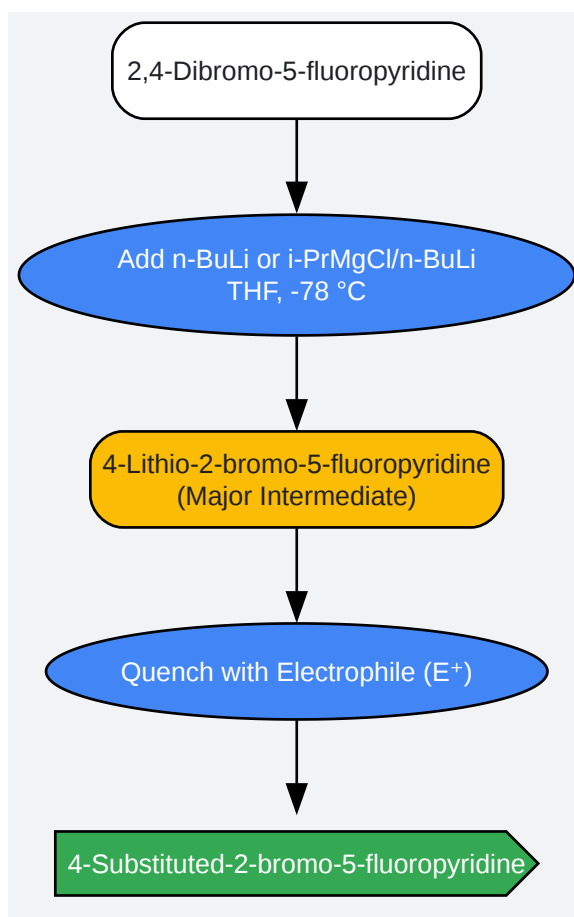 2,4-Dibromo-5-fluoropyridine
Add n-BuLi or i-PrMgCl/n-BuLi
THF, -78 °C
4-Lithio-2-bromo-5-fluoropyridine
(Major Intermediate)
Quench with Electrophile (E⁺)
4-Substituted-2-bromo-5-fluoropyridine